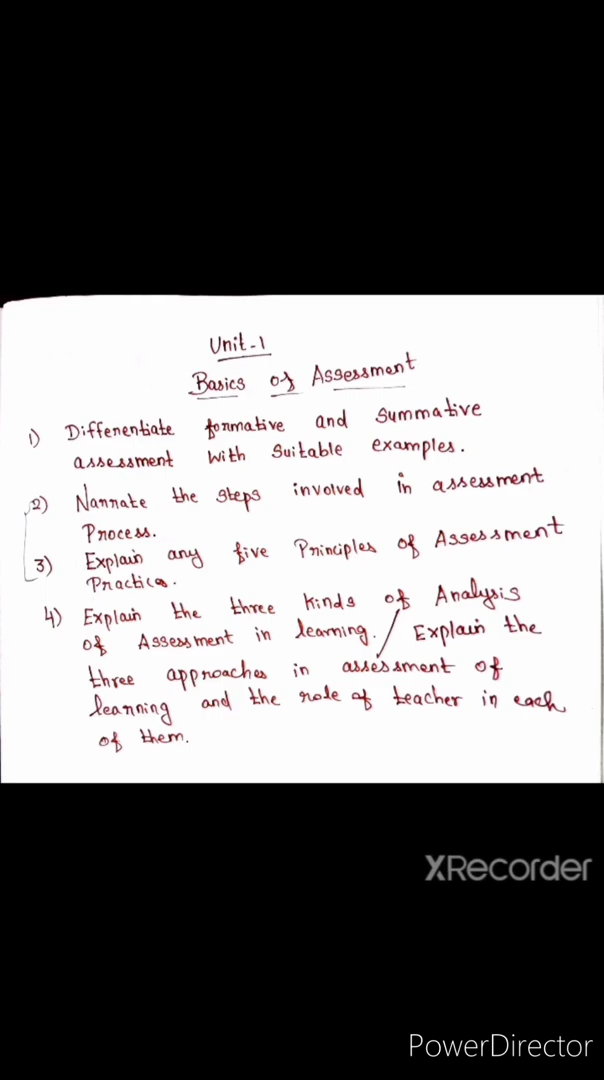 Unit-1
Basics of Assessment
1) Differentiate formative and summative
assessment with suitable examples.
2) Narrate the steps involved in assessment
Process.
3) Explain any five Principles of Assessment
Practice.
4) Explain the three kinds of Analysis
of Assessment in learning. / Explain the
three approaches in assessment of
learning and the role of teacher in each
of them.
XRecorder
PowerDirector